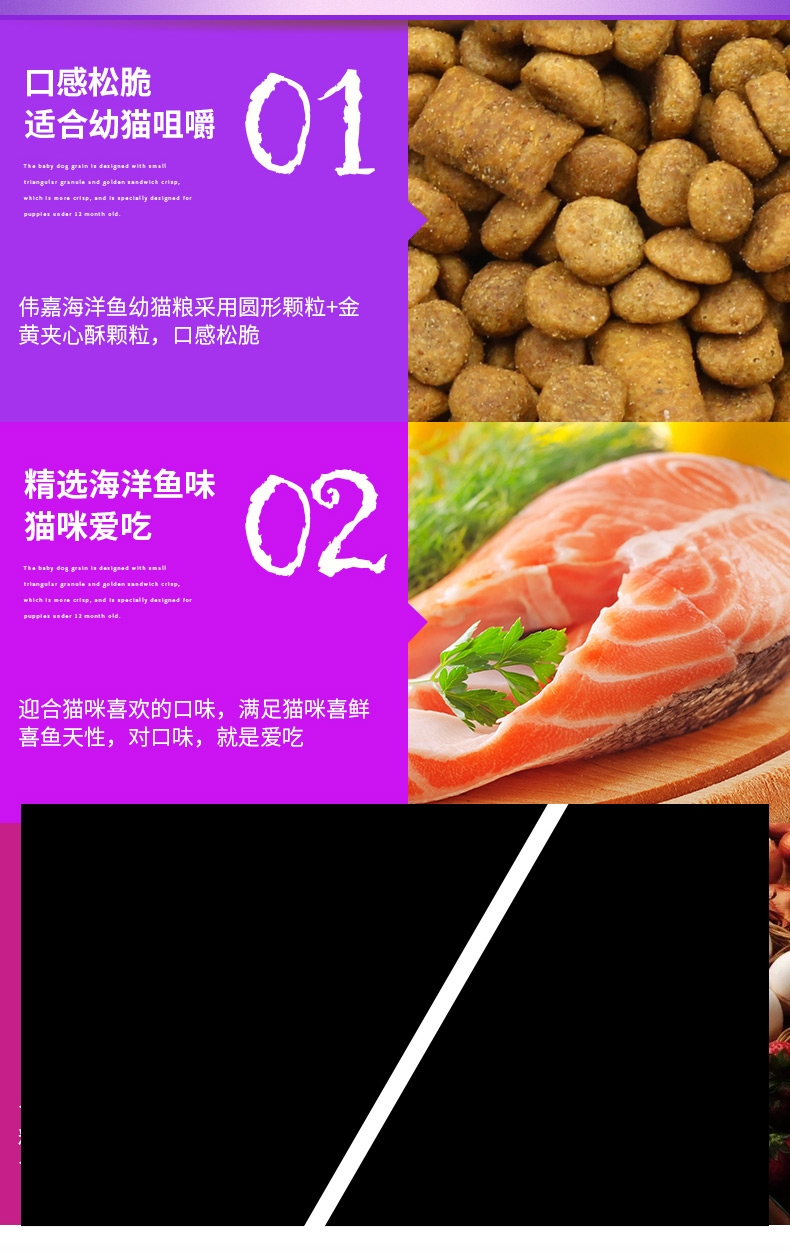 口感松脆
适合幼猫咀嚼
01
The baby dog grain is designed with small
triangular granule and golden sandwich crisp,
which is more crisp, and is specially designed for
puppies under 12 month old.
伟嘉海洋鱼幼猫粮采用圆形颗粒+金
黄夹心酥颗粒，口感松脆
精选海洋鱼味
猫咪爱吃
02
The baby dog grain is designed with small
triangular granule and golden sandwich crisp,
which is more crisp, and is specially designed for
puppies under 12 month old.
迎合猫咪喜欢的口味，满足猫咪喜鲜
喜鱼天性，对口味，就是爱吃